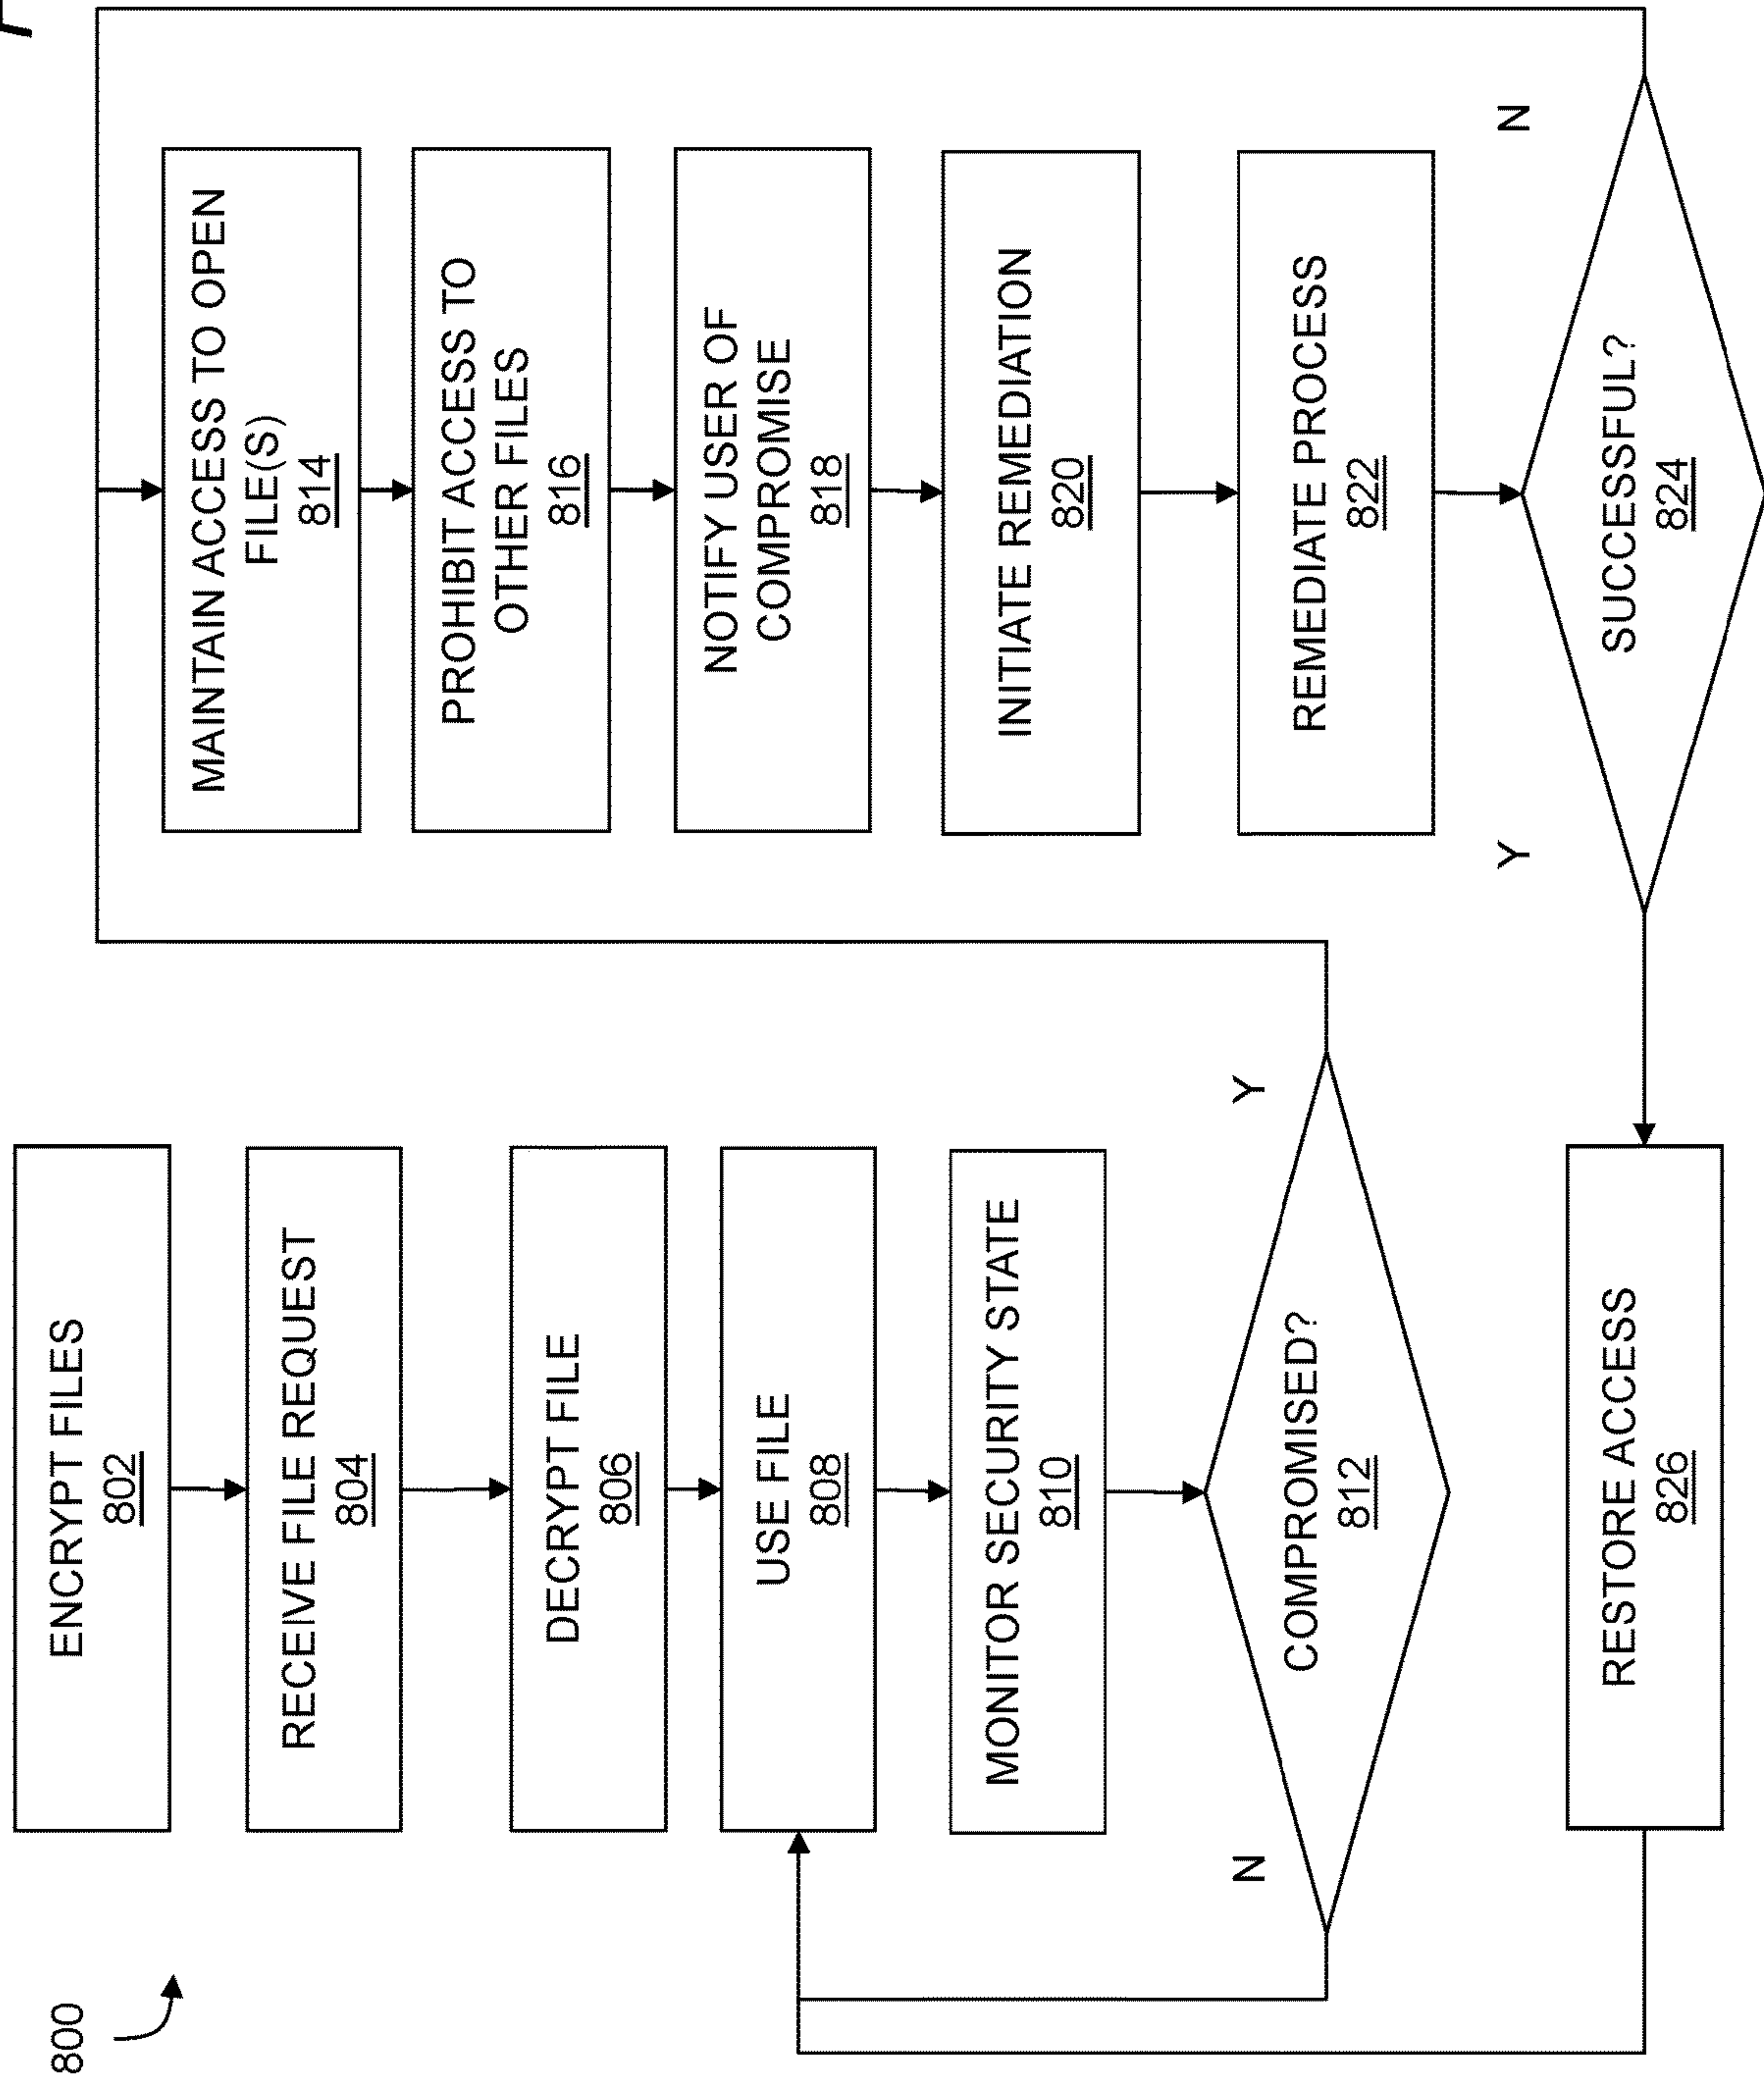 800
ENCRYPT FILES
802
RECEIVE FILE REQUEST
804
DECRYPT FILE
806
USE FILE
808
MONITOR SECURITY STATE
810
COMPROMISED?
812
N
Y
MAINTAIN ACCESS TO OPEN
FILE(S)
814
PROHIBIT ACCESS TO
OTHER FILES
816
NOTIFY USER OF
COMPROMISE
818
INITIATE REMEDIATION
820
REMEDIATE PROCESS
822
SUCCESSFUL?
824
Y
N
RESTORE ACCESS
826